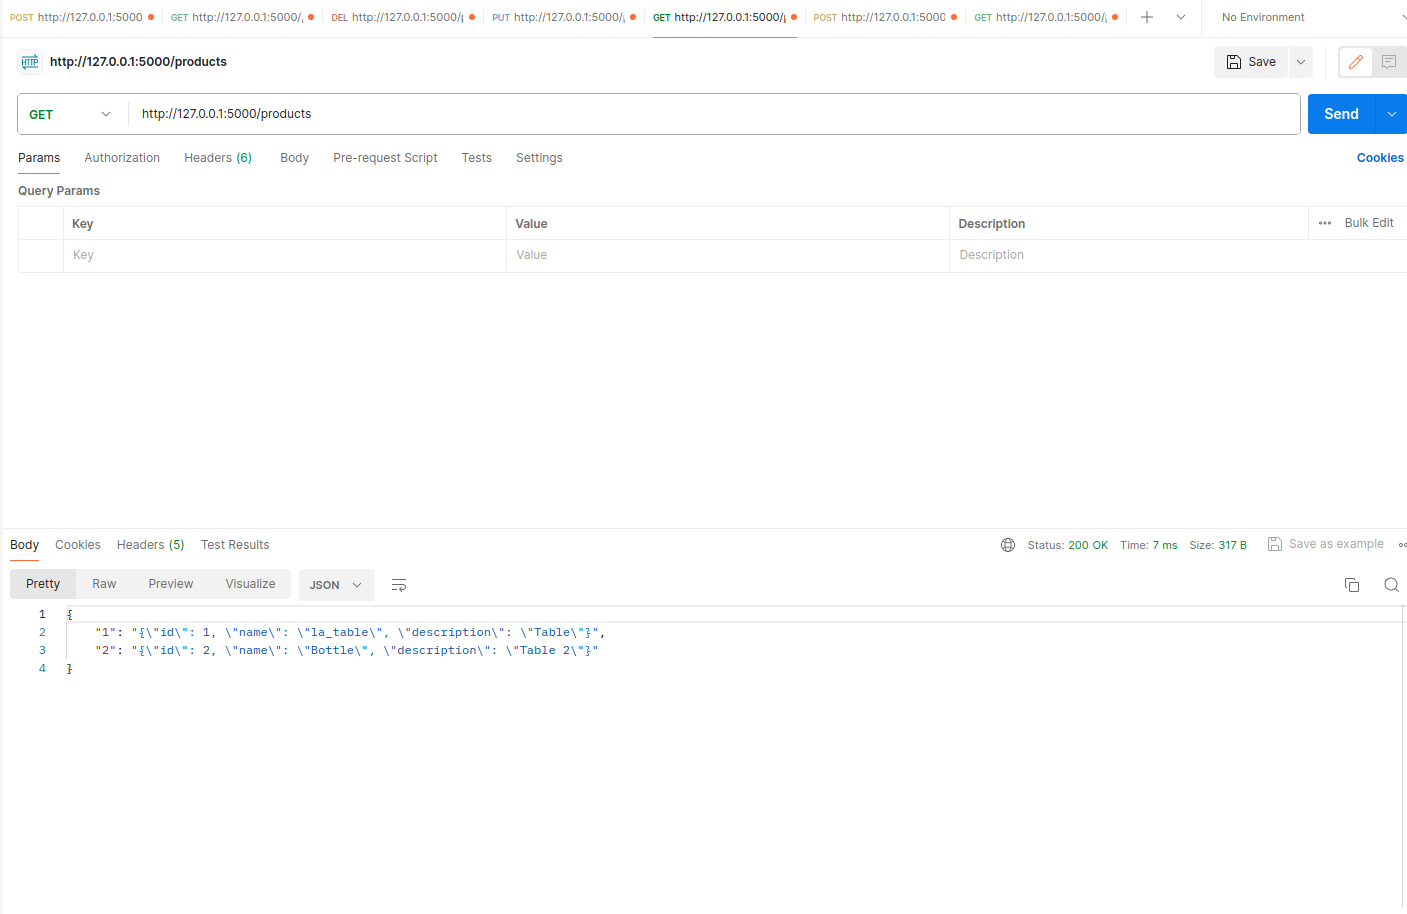 POST http://127.0.0.1:5000 GET http://127.0.0.1:5000/ DEL http://127.0.0.1:5000/ PUT http://127.0.0.1:5000/ GET http://127.0.0.1:5000/ POST http://127.0.0.1:5000 GET http://127.0.0.1:5000/ No Environment
HTTP http://127.0.0.1:5000/products Save
GET http://127.0.0.1:5000/products Send
Params Authorization Headers (6) Body Pre-request Script Tests Settings Cookies
Query Params
Key Value Description Bulk Edit
Key Value Description
Body Cookies Headers (5) Test Results Status: 200 OK Time: 7 ms Size: 317 B Save as example
Pretty Raw Preview Visualize JSON
1 {
2 "1": "{\"id\": 1, \"name\": \"la_table\", \"description\": \"Table\"}",
3 "2": "{\"id\": 2, \"name\": \"Bottle\", \"description\": \"Table 2\"}"
4 }